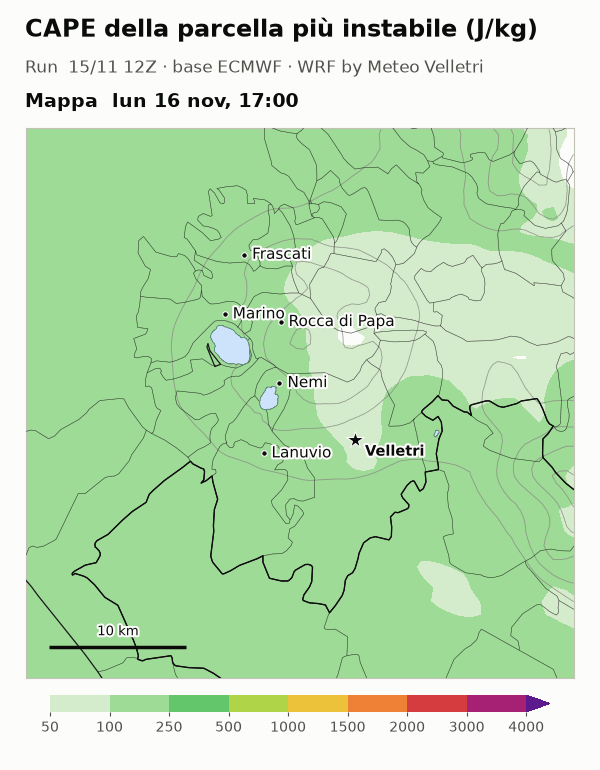 CAPE della parcella più instabile (J/kg)
Run  15/11 12Z · base ECMWF · WRF by Meteo Velletri
Mappa  lun 16 nov, 17:00
Frascati
Marino
Rocca di Papa
Nemi
Lanuvio
Velletri
10 km
50 100 250 500 1000 1500 2000 3000 4000